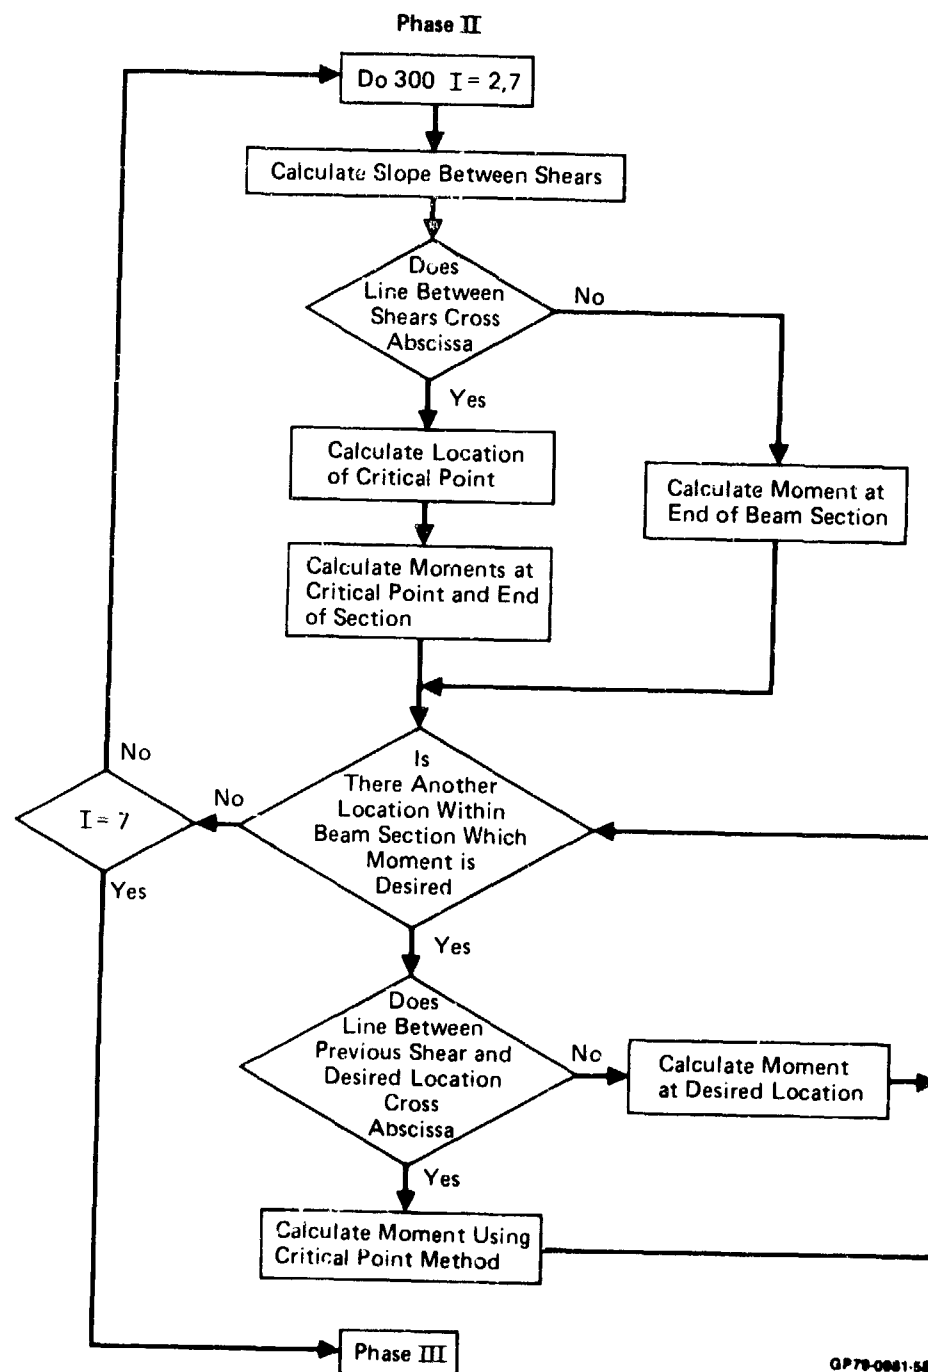 Phase II
Do 300 I = 2,7
Calculate Slope Between Shears
Does
Line Between
Shears Cross
Abscissa
No
Yes
Calculate Location
of Critical Point
Calculate Moment at
End of Beam Section
Calculate Moments at
Critical Point and End
of Section
Is
There Another
Location Within
Beam Section Which
Moment is
Desired
No
I = 7
No
Yes
Yes
Does
Line Between
Previous Shear and
Desired Location
Cross
Abscissa
No
Calculate Moment
at Desired Location
Yes
Calculate Moment Using
Critical Point Method
Phase III
GP79-0981-58